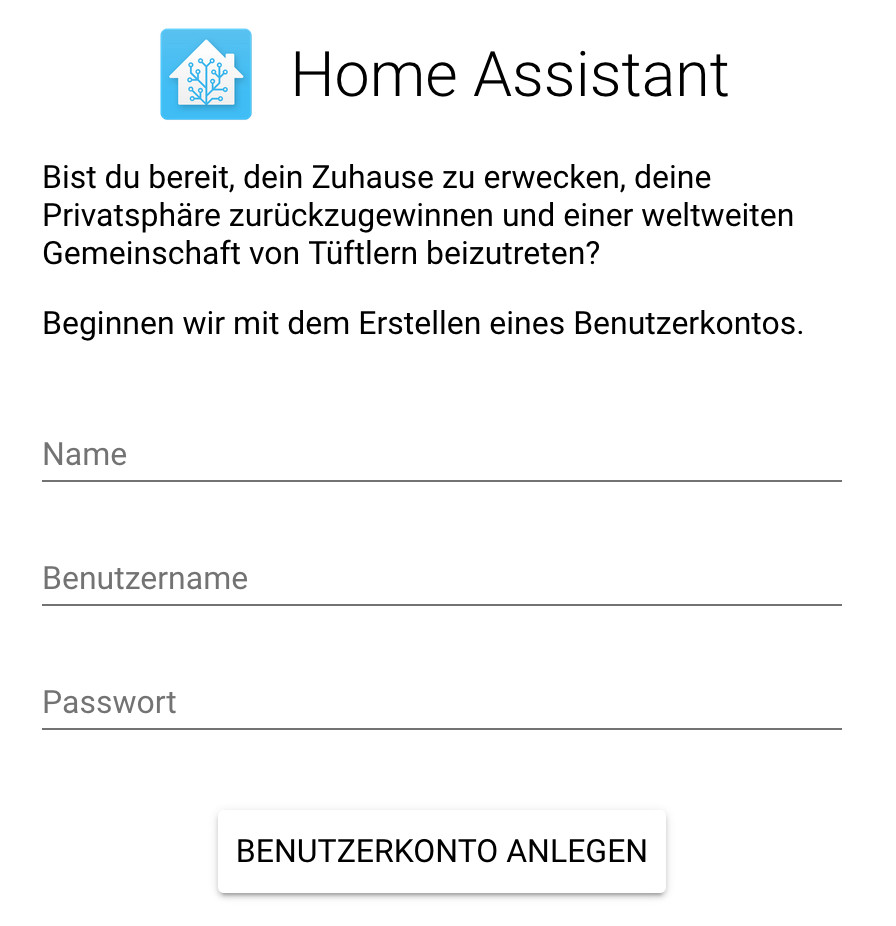 Home Assistant
Bist du bereit, dein Zuhause zu erwecken, deine
Privatsphäre zurückzugewinnen und einer weltweiten
Gemeinschaft von Tüftlern beizutreten?
Beginnen wir mit dem Erstellen eines Benutzerkontos.
Name
Benutzername
Passwort
BENUTZERKONTO ANLEGEN